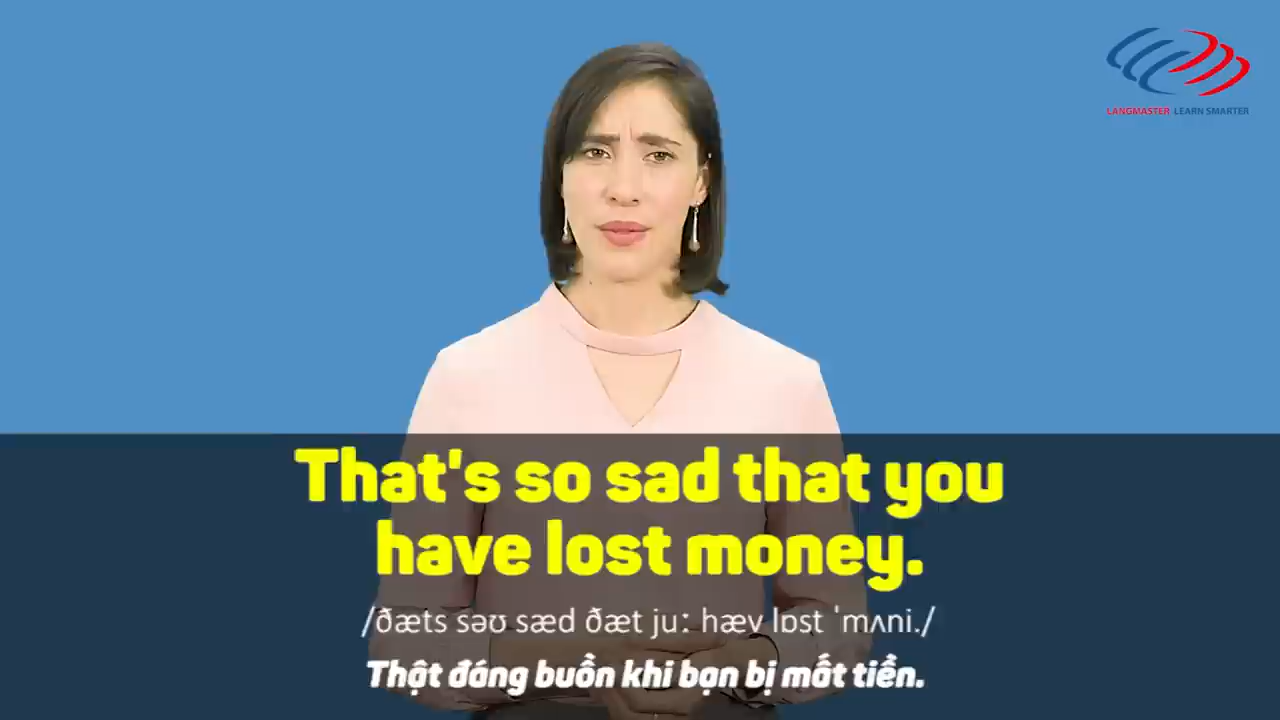 LANGMASTER LEARN SMARTER
That's so sad that you
have lost money.
/ðæts səʊ sæd ðæt juː hæv lɒst ˈmʌni./
Thật đáng buồn khi bạn bị mất tiền.